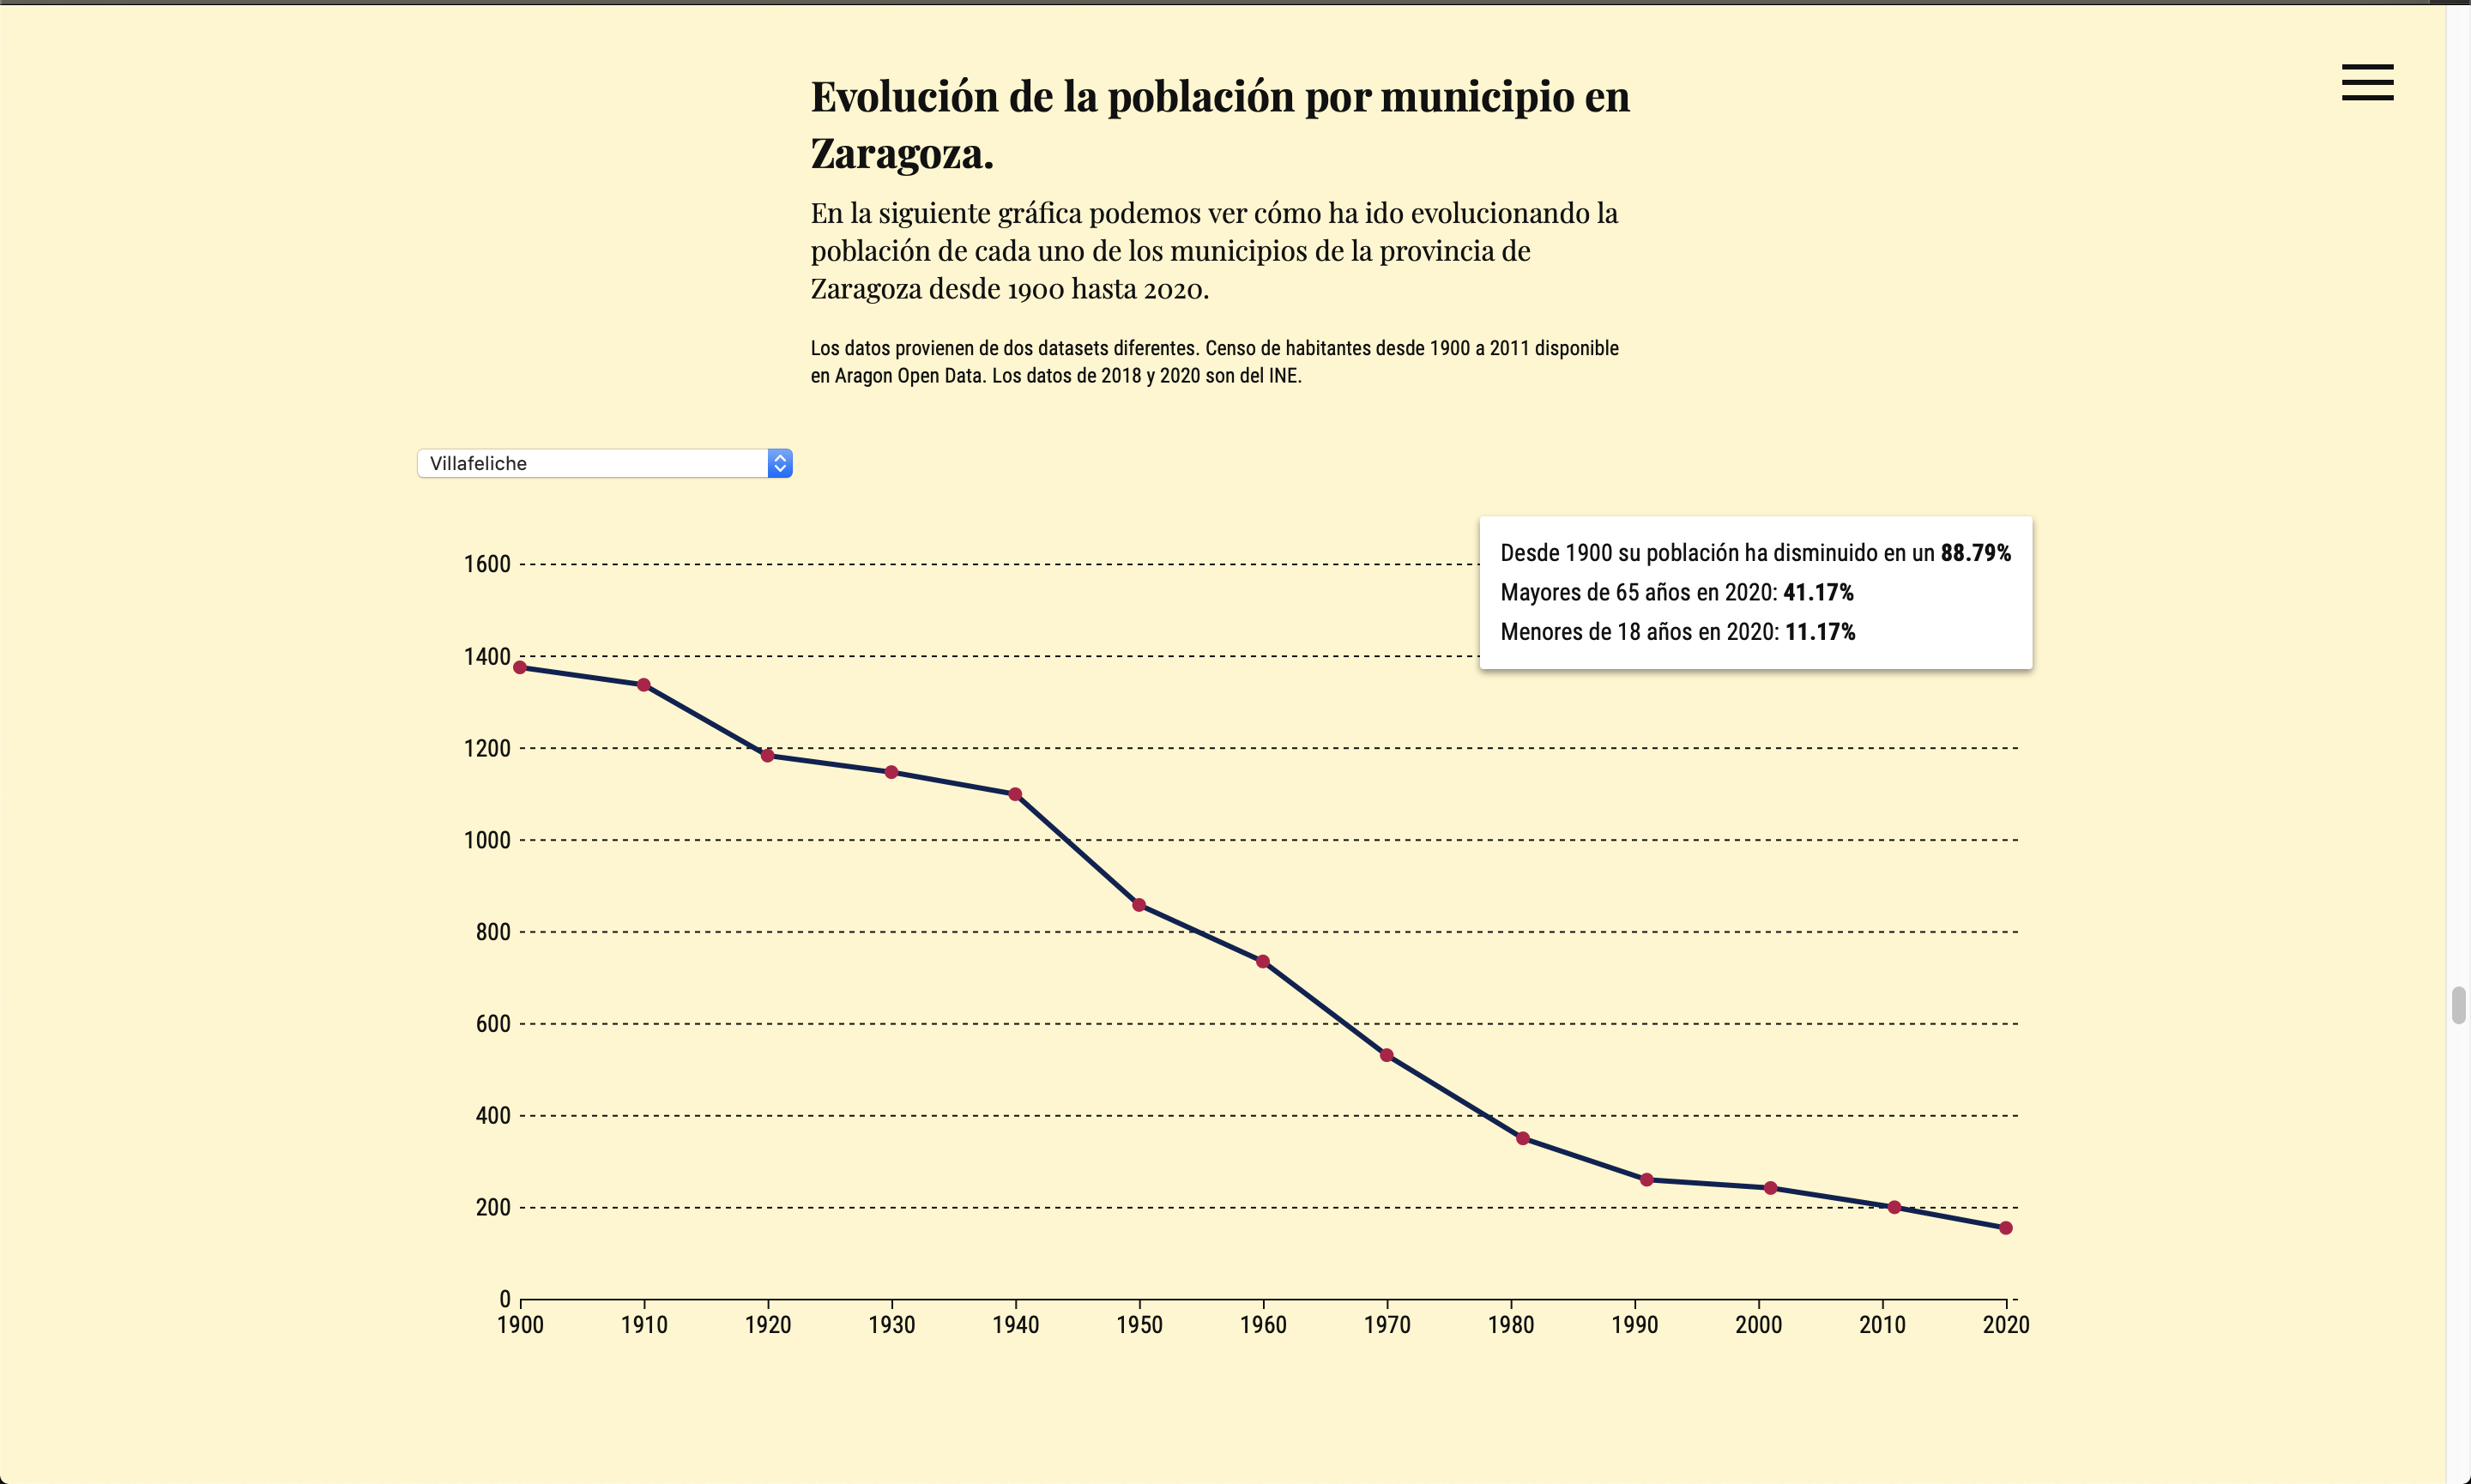 Evolución de la población por municipio en
Zaragoza.
En la siguiente gráfica podemos ver cómo ha ido evolucionando la
población de cada uno de los municipios de la provincia de
Zaragoza desde 1900 hasta 2020.
Los datos provienen de dos datasets diferentes. Censo de habitantes desde 1900 a 2011 disponible
en Aragon Open Data. Los datos de 2018 y 2020 son del INE.
Villafeliche
Desde 1900 su población ha disminuido en un 88.79%
Mayores de 65 años en 2020: 41.17%
Menores de 18 años en 2020: 11.17%
1600
1400
1200
1000
800
600
400
200
0
1900 1910 1920 1930 1940 1950 1960 1970 1980 1990 2000 2010 2020